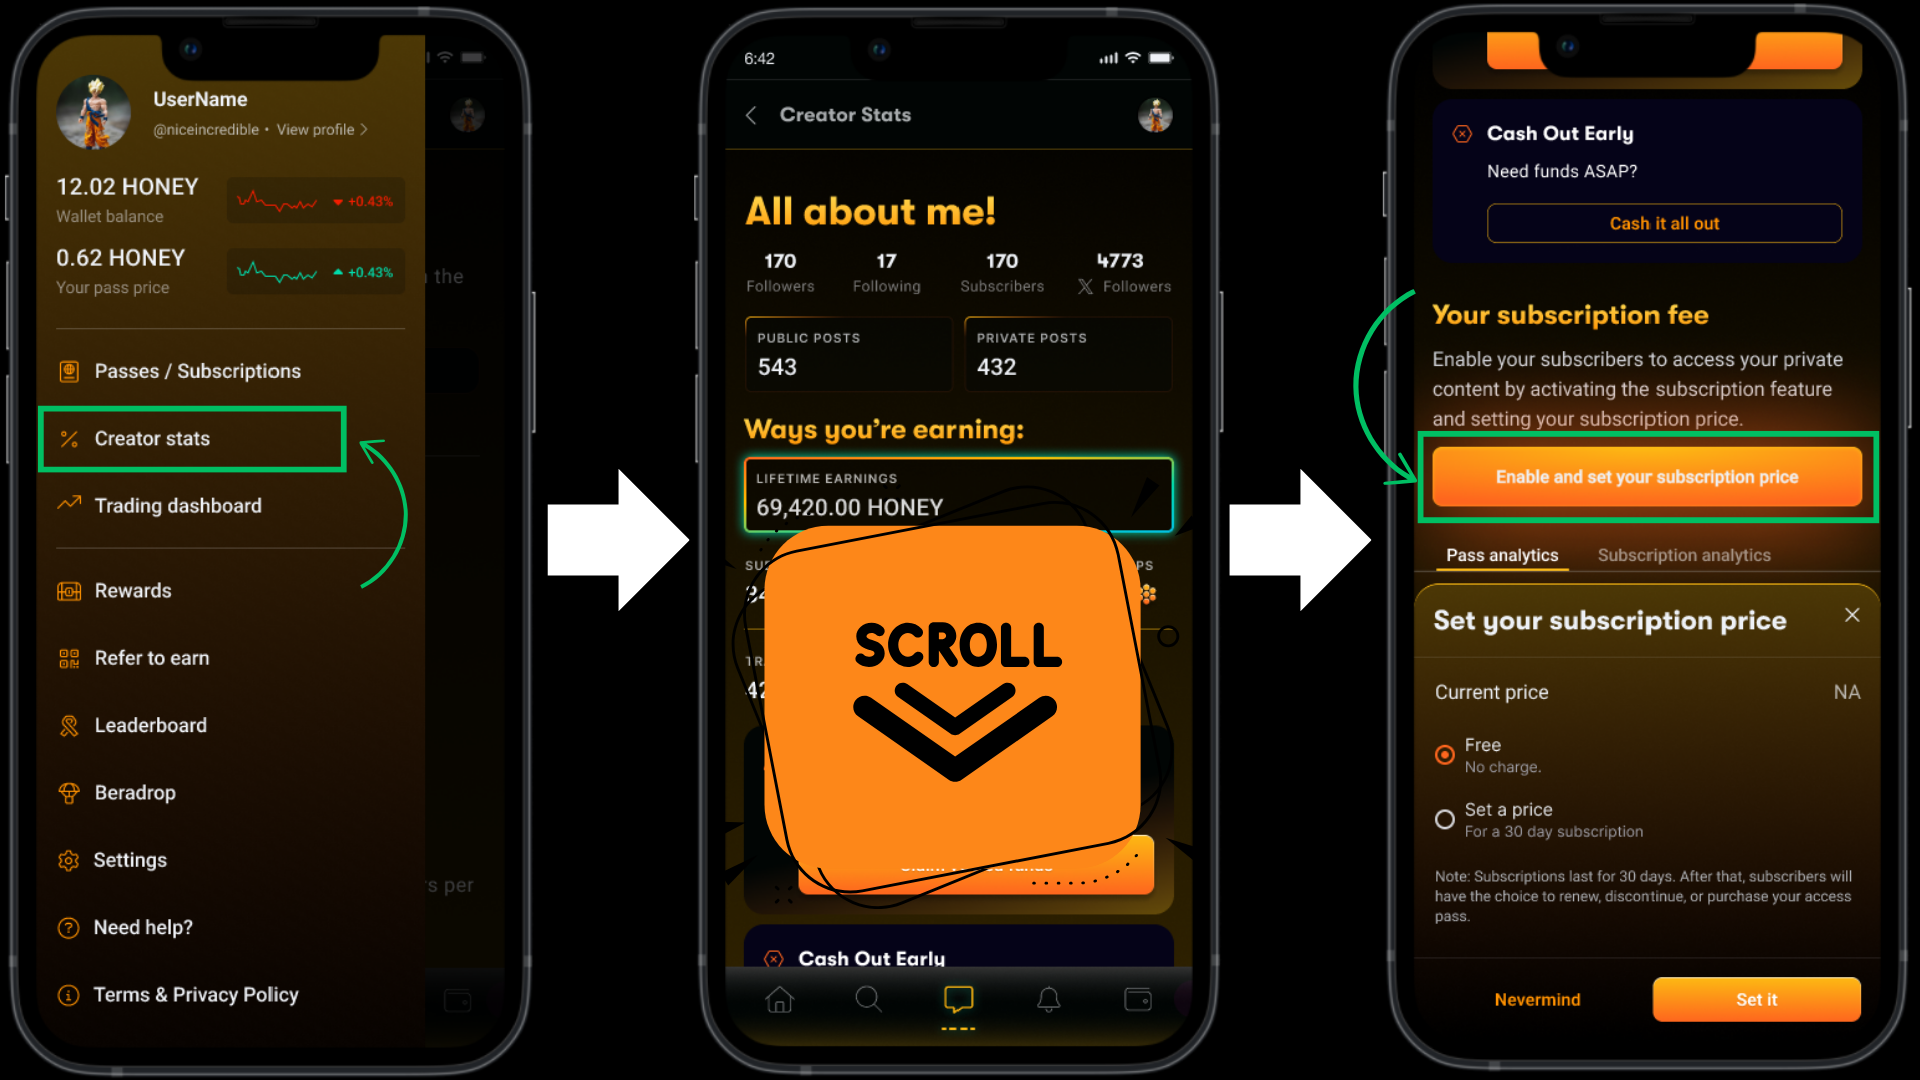 UserName
@niceincredible • View profile
12.02 HONEY
Wallet balance
+0.43%
0.62 HONEY
Your pass price
+0.43%
the
Passes / Subscriptions
Creator stats
Trading dashboard
Rewards
Refer to earn
Leaderboard
Beradrop
Settings
s per
Need help?
Terms & Privacy Policy
6:42
Creator Stats
All about me!
170
Followers
17
Following
170
Subscribers
4773
X Followers
PUBLIC POSTS
543
PRIVATE POSTS
432
Ways you're earning:
LIFETIME EARNINGS
69,420.00 HONEY
SCROLL
Cash Out Early
Cash Out Early
Need funds ASAP?
Cash it all out
Your subscription fee
Enable your subscribers to access your private
content by activating the subscription feature
and setting your subscription price.
Enable and set your subscription price
Pass analytics
Subscription analytics
Set your subscription price
Current price
NA
Free
No charge.
Set a price
For a 30 day subscription
Note: Subscriptions last for 30 days. After that, subscribers will
have the choice to renew, discontinue, or purchase your access
pass.
Nevermind
Set it